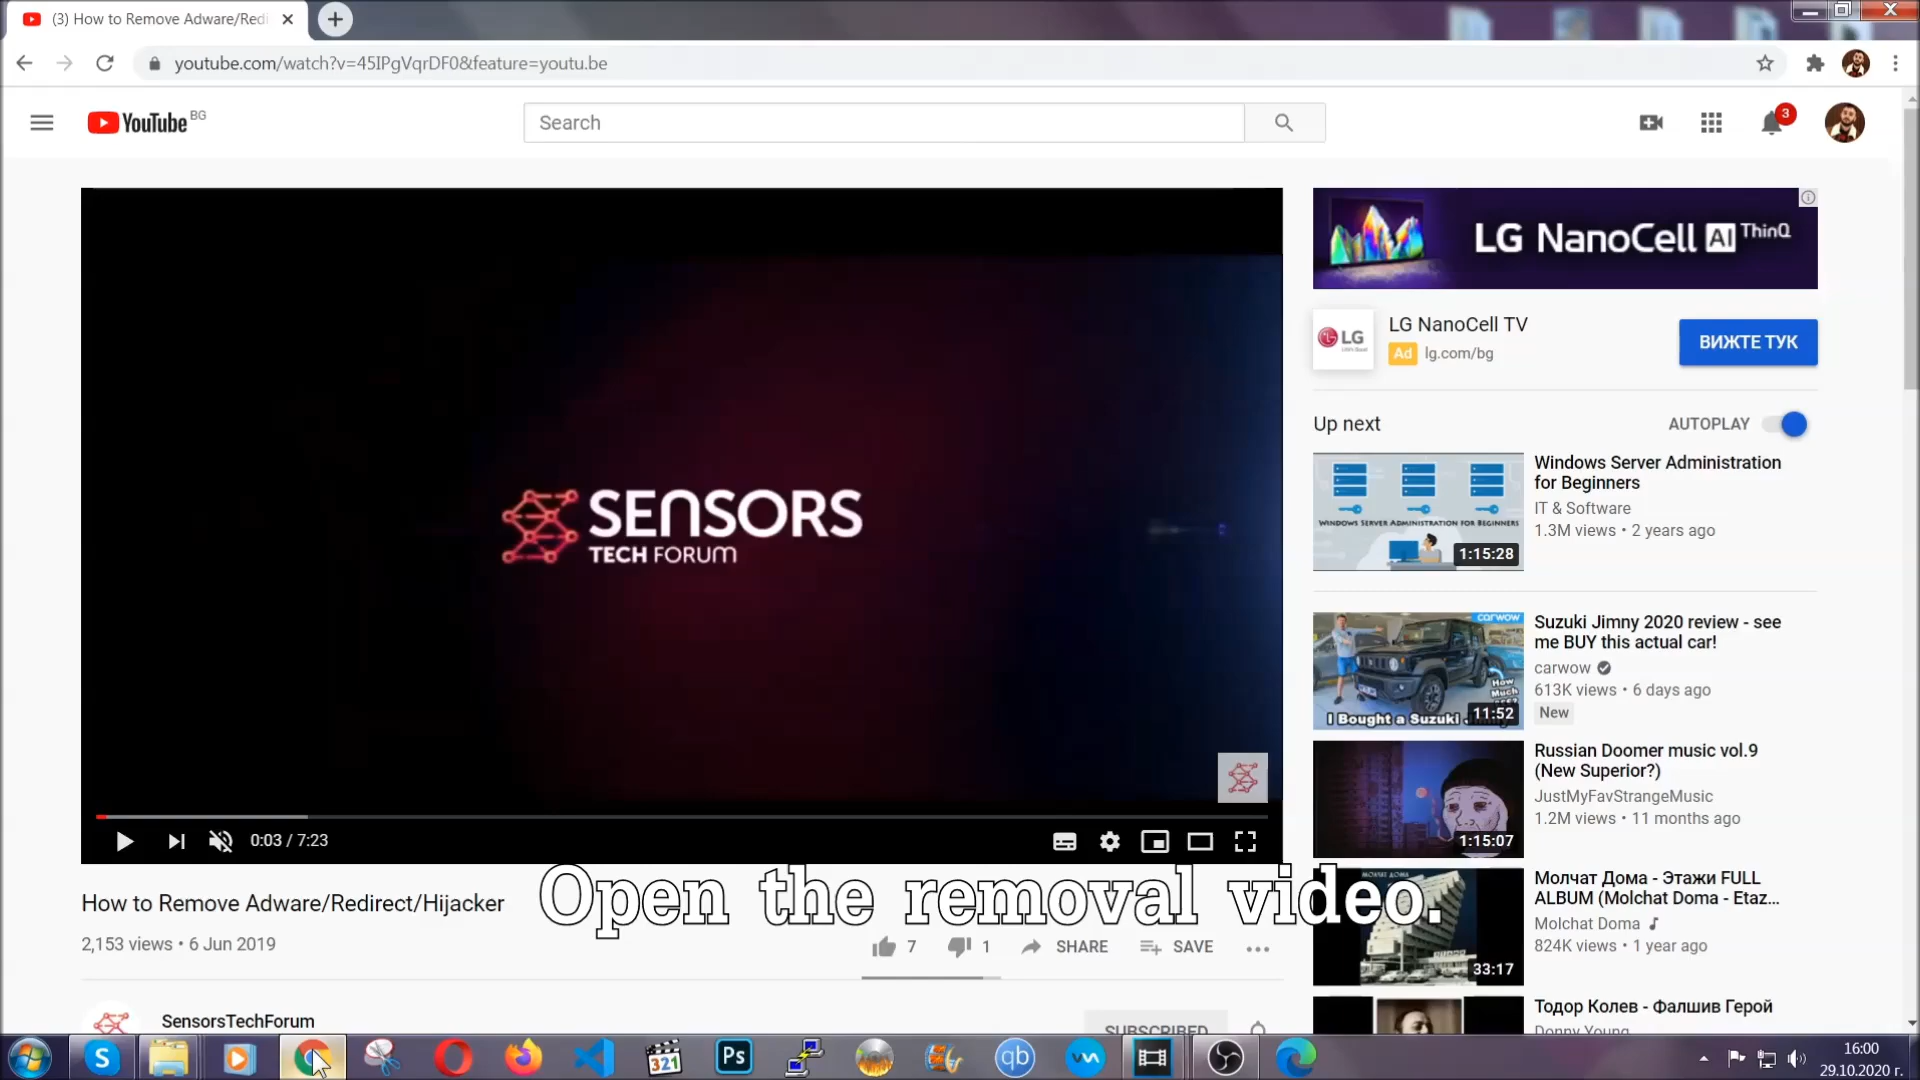 (3) How to Remove Adware/Redi
youtube.com/watch?v=45IPgVqrDF0&feature=youtu.be
YouTube BG
Search
3
SENSORS
TECH FORUM
0:03 / 7:23
Open the removal video.
How to Remove Adware/Redirect/Hijacker
2,153 views • 6 Jun 2019
7
1
SHARE
SAVE
SensorsTechForum
SUBSCRIBED
LG NanoCell AI ThinQ
LG
LG NanoCell TV
Ad lg.com/bg
ВИЖТЕ ТУК
Up next
AUTOPLAY
WINDOWS SERVER ADMINISTRATION FOR BEGINNERS
1:15:28
Windows Server Administration
for Beginners
IT & Software
1.3M views • 2 years ago
carwow
How
Much
I Bought a Suzuki
11:52
Suzuki Jimny 2020 review - see
me BUY this actual car!
carwow
613K views • 6 days ago
New
1:15:07
Russian Doomer music vol.9
(New Superior?)
JustMyFavStrangeMusic
1.2M views • 11 months ago
МОЛЧАТ ДОМА
33:17
Молчат Дома - Этажи FULL
ALBUM (Molchat Doma - Etaz...
Molchat Doma
824K views • 1 year ago
Тодор Колев - Фалшив Герой
Donny Young
321
Ps
qb
16:00
29.10.2020 г.